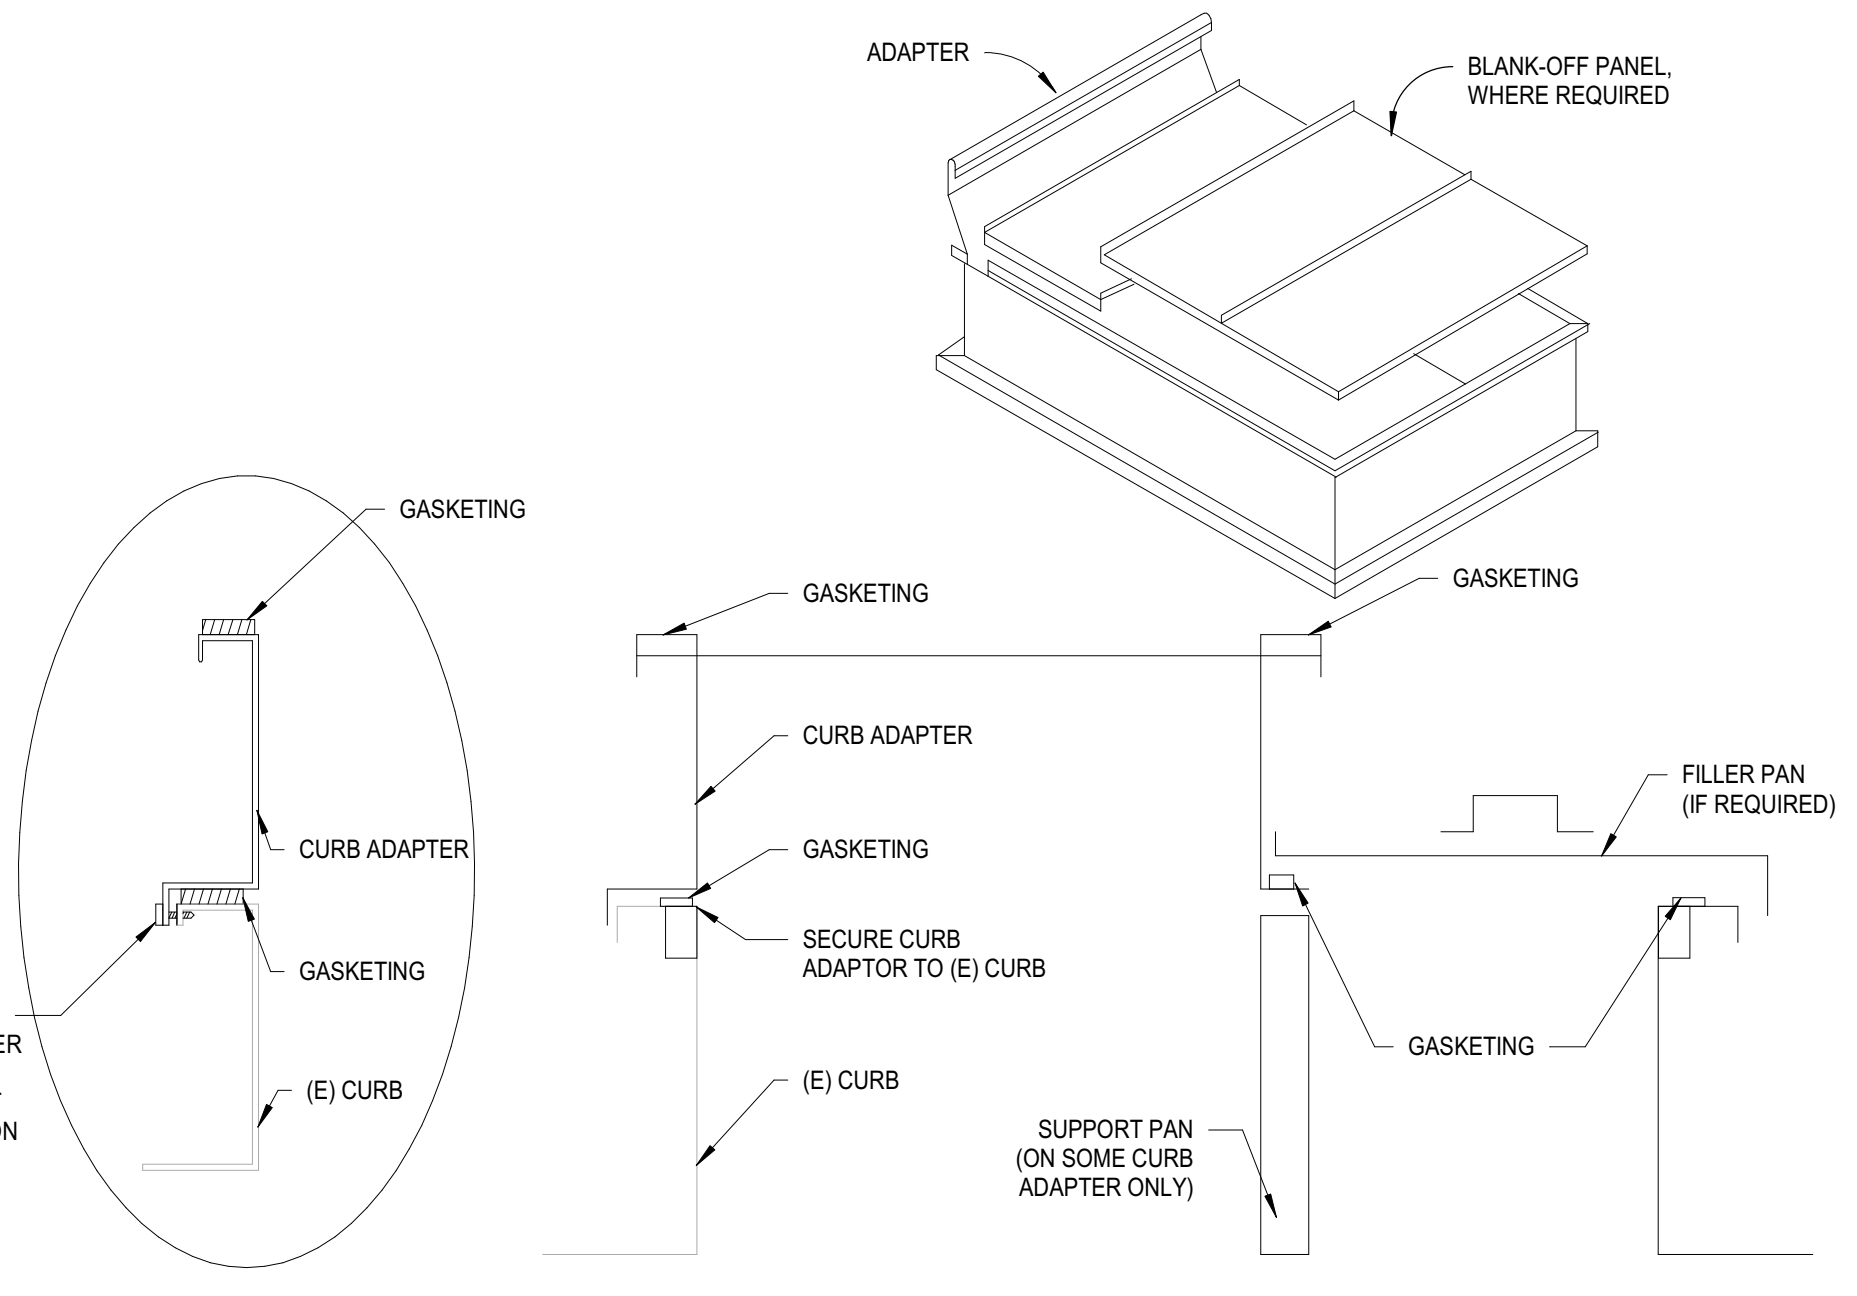 ADAPTER
BLANK-OFF PANEL,
WHERE REQUIRED
GASKETING
GASKETING
GASKETING
CURB ADAPTER
FILLER PAN
(IF REQUIRED)
CURB ADAPTER
GASKETING
SECURE CURB
ADAPTOR TO (E) CURB
GASKETING
GASKETING
(E) CURB
(E) CURB
SUPPORT PAN
(ON SOME CURB
ADAPTER ONLY)